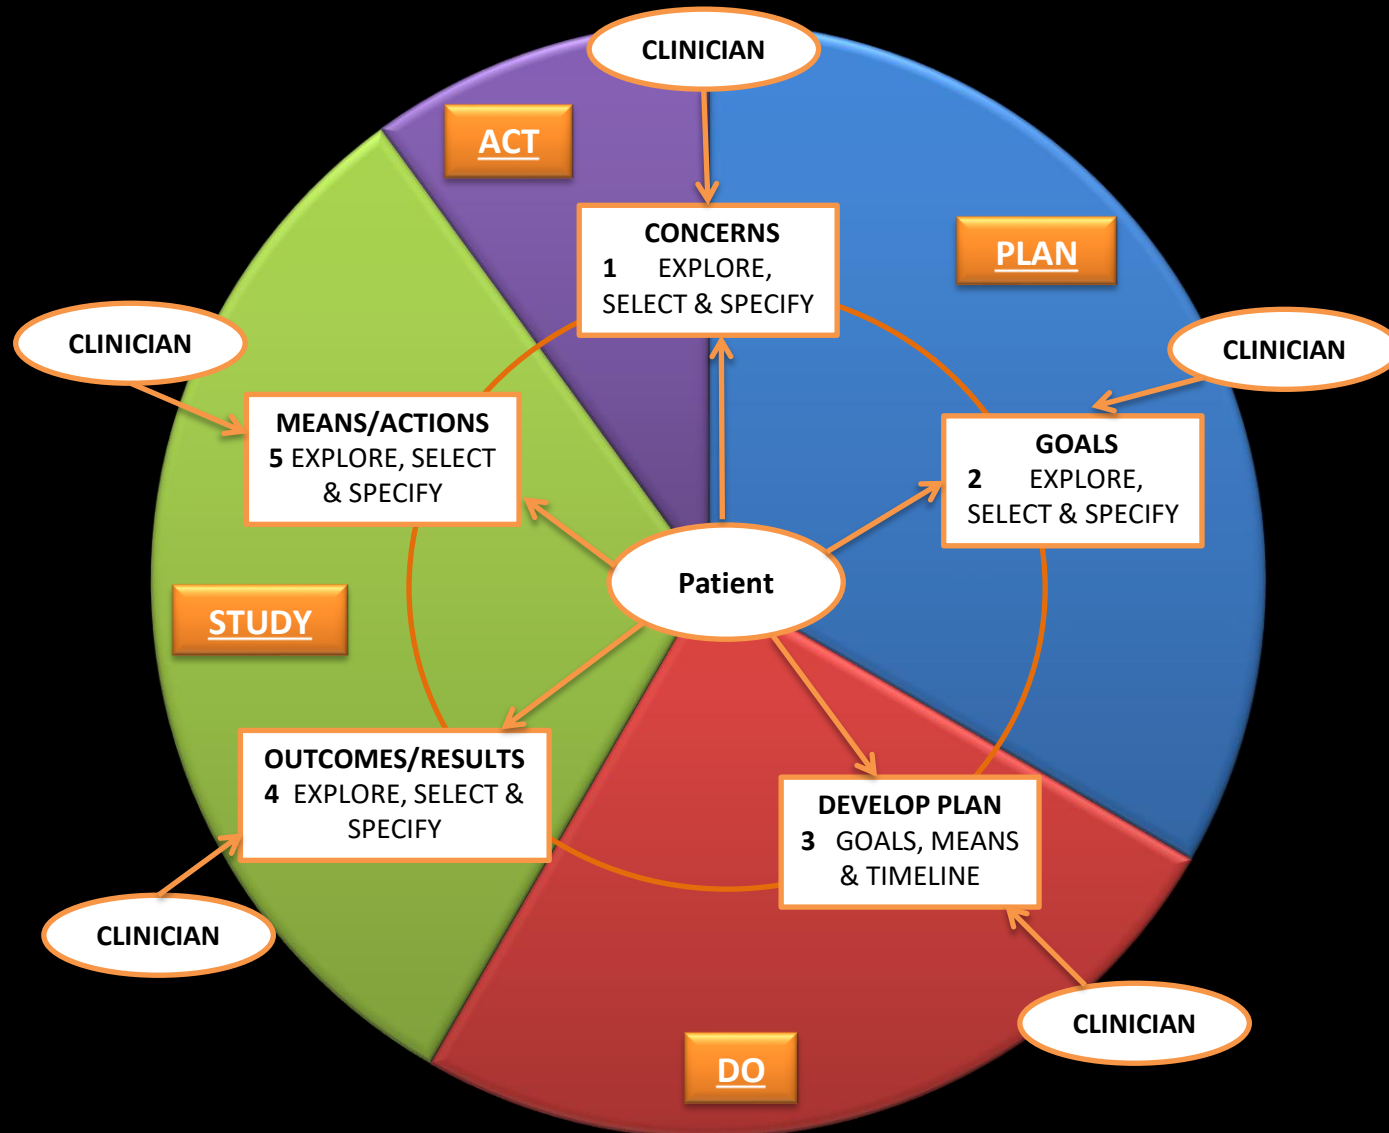 CLINICIAN
ACT
PLAN
CONCERNS
1 EXPLORE,
SELECT & SPECIFY
CLINICIAN
GOALS
2 EXPLORE,
SELECT & SPECIFY
CLINICIAN
MEANS/ACTIONS
5 EXPLORE, SELECT
& SPECIFY
Patient
STUDY
OUTCOMES/RESULTS
4 EXPLORE, SELECT &
SPECIFY
DEVELOP PLAN
3 GOALS, MEANS
& TIMELINE
CLINICIAN
CLINICIAN
DO